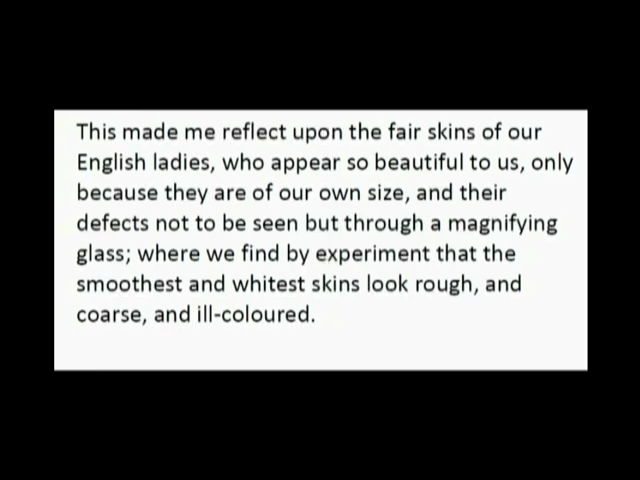 This made me reflect upon the fair skins of our
English ladies, who appear so beautiful to us, only
because they are of our own size, and their
defects not to be seen but through a magnifying
glass; where we find by experiment that the
smoothest and whitest skins look rough, and
coarse, and ill-coloured.